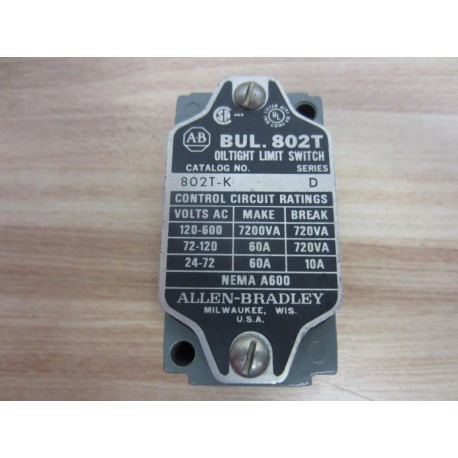 A-B
BUL. 802T
OILTIGHT LIMIT SWITCH
CATALOG NO. SERIES
802T-K D
CONTROL CIRCUIT RATINGS
VOLTS AC MAKE BREAK
120-600 7200VA 720VA
72-120 60A 720VA
24-72 60A 10A
NEMA A600
ALLEN-BRADLEY
MILWAUKEE, WIS.
U.S.A.